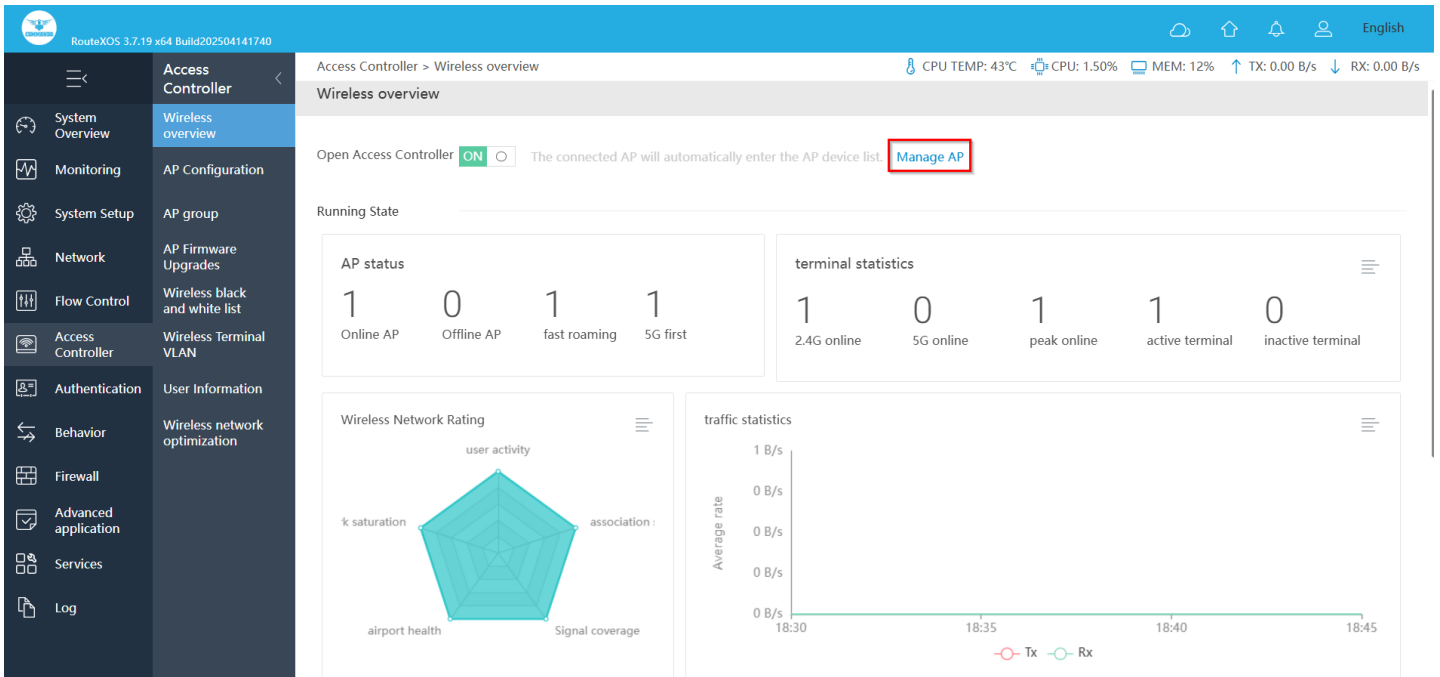 COMMANDO
RouteXOS 3.7.19 x64 Build202504141740
English
Access
Controller
Access Controller > Wireless overview
CPU TEMP: 43°C
CPU: 1.50%
MEM: 12%
TX: 0.00 B/s
RX: 0.00 B/s
Wireless overview
System
Overview
Monitoring
System Setup
Network
Flow Control
Access
Controller
Authentication
Behavior
Firewall
Advanced
application
Services
Log
Wireless
overview
AP Configuration
AP group
AP Firmware
Upgrades
Wireless black
and white list
Wireless Terminal
VLAN
User Information
Wireless network
optimization
Open Access Controller ON The connected AP will automatically enter the AP device list. Manage AP
Running State
AP status
1 0 1 1
Online AP Offline AP fast roaming 5G first
terminal statistics
1 0 1 1 0
2.4G online 5G online peak online active terminal inactive terminal
Wireless Network Rating
user activity
'k saturation
association
airport health
Signal coverage
traffic statistics
Average rate
1 B/s
0 B/s
0 B/s
0 B/s
0 B/s
18:30 18:35 18:40 18:45
Tx Rx